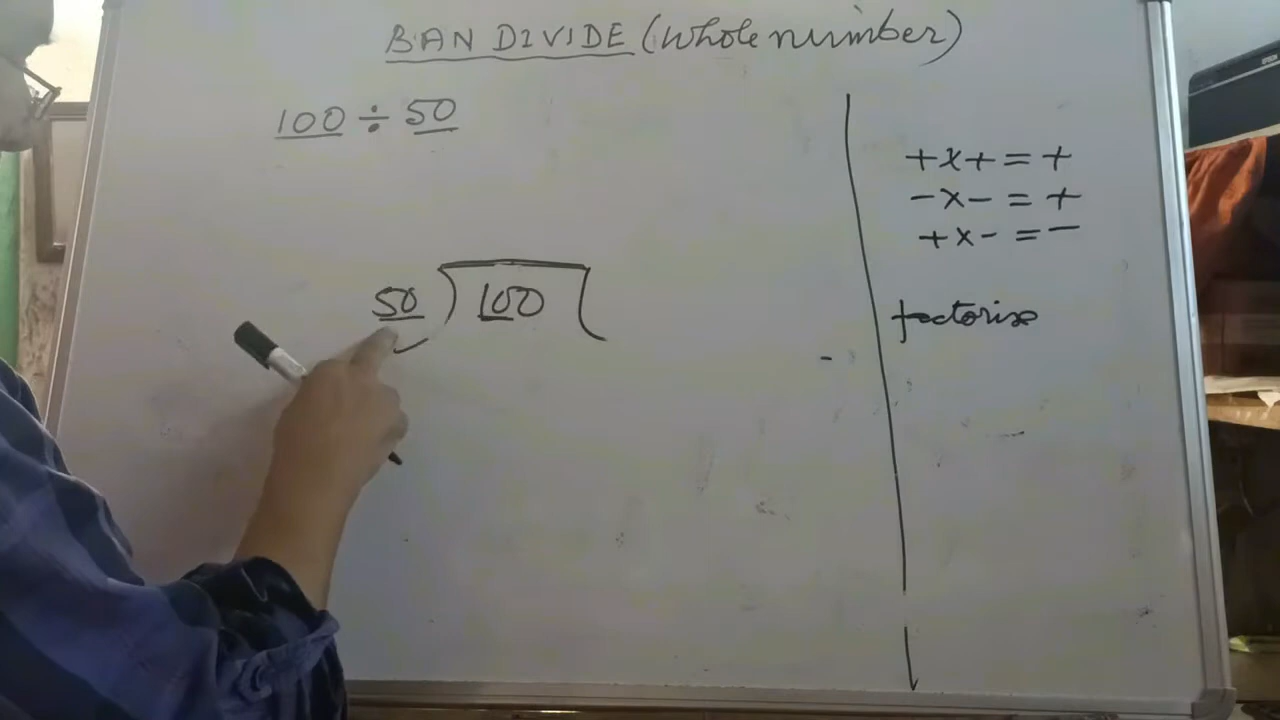 BAN DIVIDE (Whole number)
100 ÷ 50
50 ) 100 (
+ x + = +
- x - = +
+ x - = -
factorise